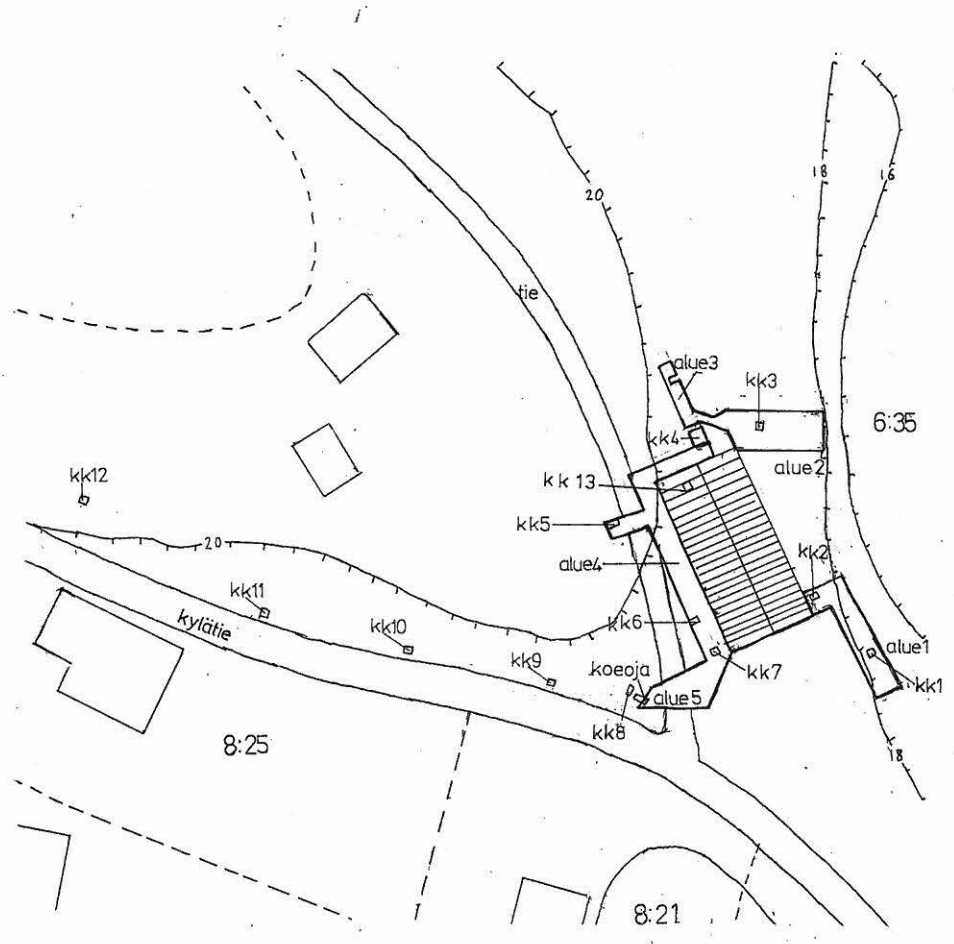 18
16
20
tie
alue3
kk3
6:35
kk4
alue2
kk 13
kk12
kk5
20
alue4
kk2
kk11
kylätie
kk6
kk10
alue1
kk9
koeoja
kk7
kk1
alue5
kk8
8:25
18
8:21